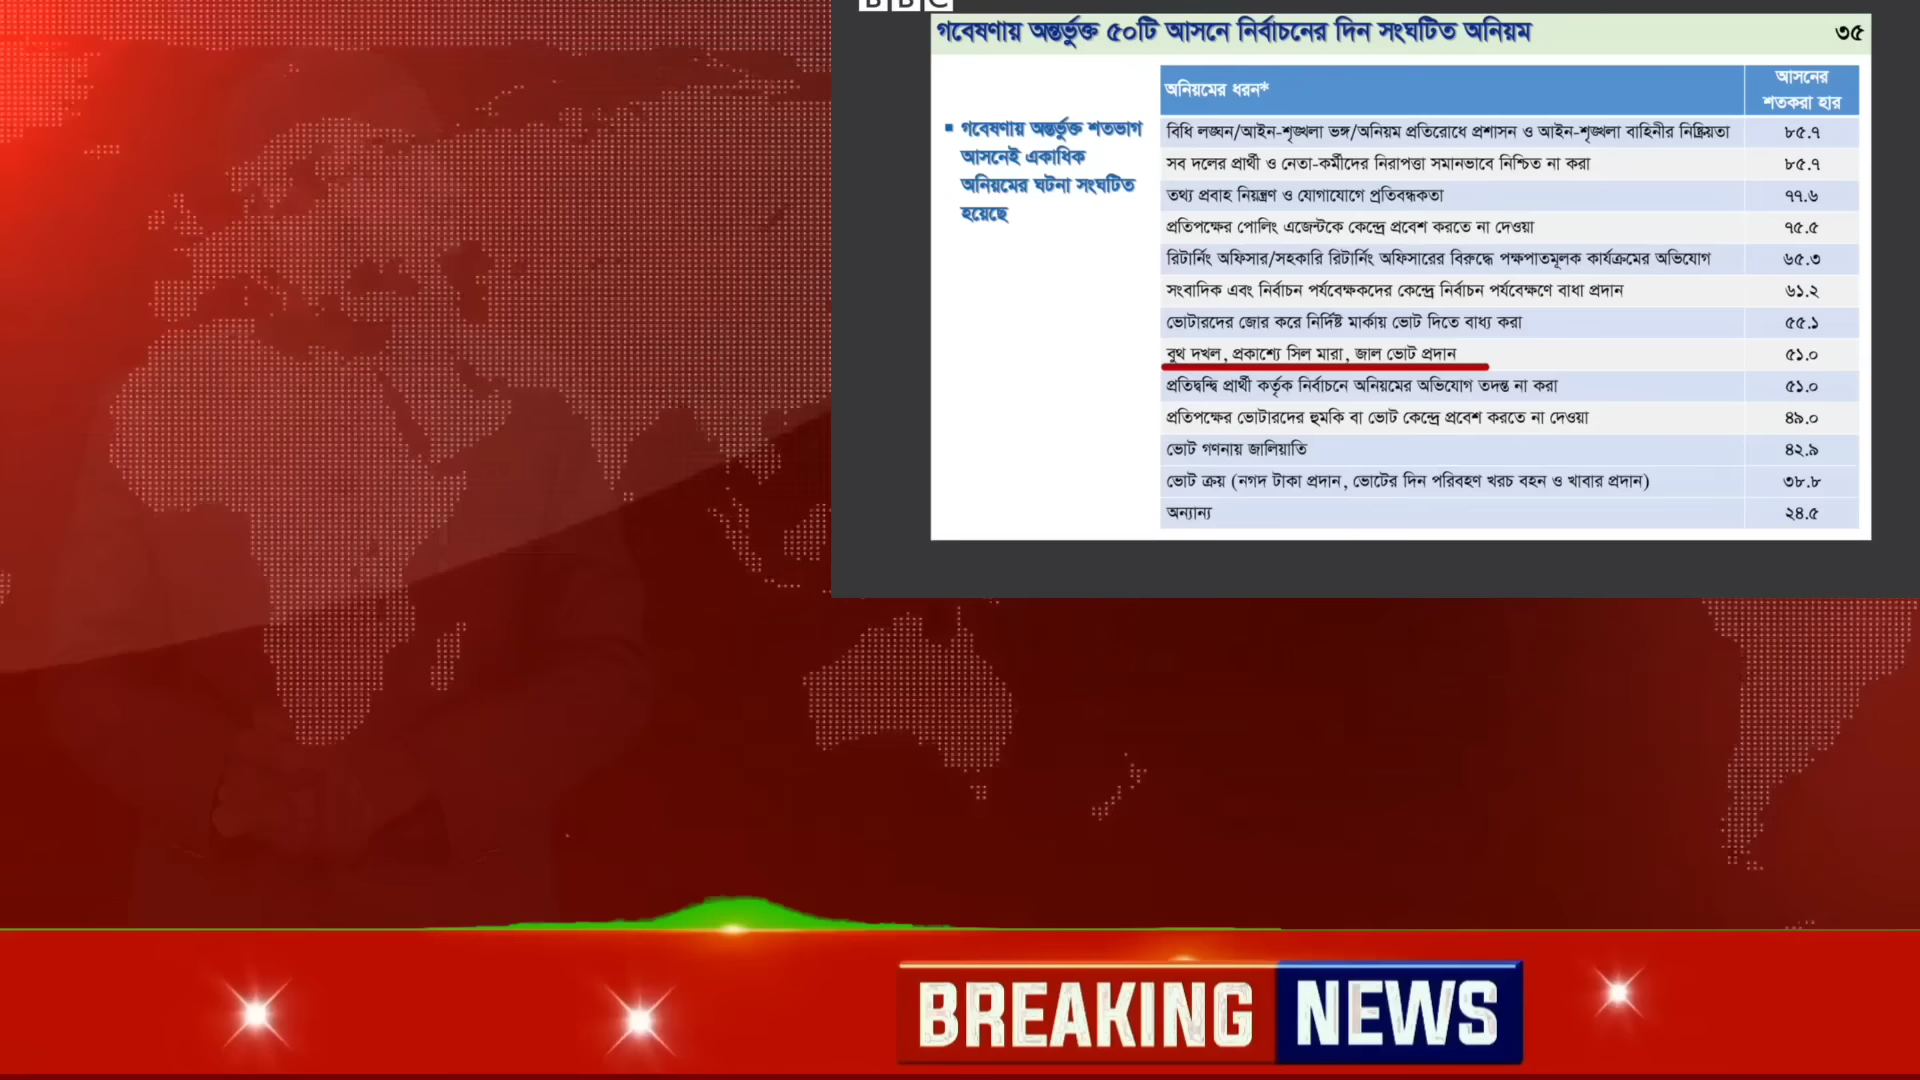 BBC
গবেষণায় অন্তর্ভুক্ত ৫০টি আসনে নির্বাচনের দিন সংঘটিত অনিয়ম
৩৫
গবেষণায় অন্তর্ভুক্ত শতভাগ
আসনেই একাধিক
অনিয়মের ঘটনা সংঘটিত
হয়েছে
অনিয়মের ধরন*
আসনের
শতকরা হার
বিধি লঙ্ঘন/আইন-শৃঙ্খলা ভঙ্গ/অনিয়ম প্রতিরোধে প্রশাসন ও আইন-শৃঙ্খলা বাহিনীর নিষ্ক্রিয়তা ৮৫.৭
সব দলের প্রার্থী ও নেতা-কর্মীদের নিরাপত্তা সমানভাবে নিশ্চিত না করা ৮৫.৭
তথ্য প্রবাহ নিয়ন্ত্রণ ও যোগাযোগে প্রতিবন্ধকতা ৭৭.৬
প্রতিপক্ষের পোলিং এজেন্টকে কেন্দ্রে প্রবেশ করতে না দেওয়া ৭৫.৫
রিটার্নিং অফিসার/সহকারি রিটার্নিং অফিসারের বিরুদ্ধে পক্ষপাতমূলক কার্যক্রমের অভিযোগ ৬৫.৩
সংবাদিক এবং নির্বাচন পর্যবেক্ষকদের কেন্দ্রে নির্বাচন পর্যবেক্ষণে বাধা প্রদান ৬১.২
ভোটারদের জোর করে নির্দিষ্ট মার্কায় ভোট দিতে বাধ্য করা ৫৫.১
বুথ দখল, প্রকাশ্যে সিল মারা, জাল ভোট প্রদান ৫১.০
প্রতিদ্বন্দ্বি প্রার্থী কর্তৃক নির্বাচনে অনিয়মের অভিযোগ তদন্ত না করা ৫১.০
প্রতিপক্ষের ভোটারদের হুমকি বা ভোট কেন্দ্রে প্রবেশ করতে না দেওয়া ৪৯.০
ভোট গণনায় জালিয়াতি ৪২.৯
ভোট ক্রয় (নগদ টাকা প্রদান, ভোটের দিন পরিবহণ খরচ বহন ও খাবার প্রদান) ৩৮.৮
অন্যান্য ২৪.৫
BREAKING NEWS